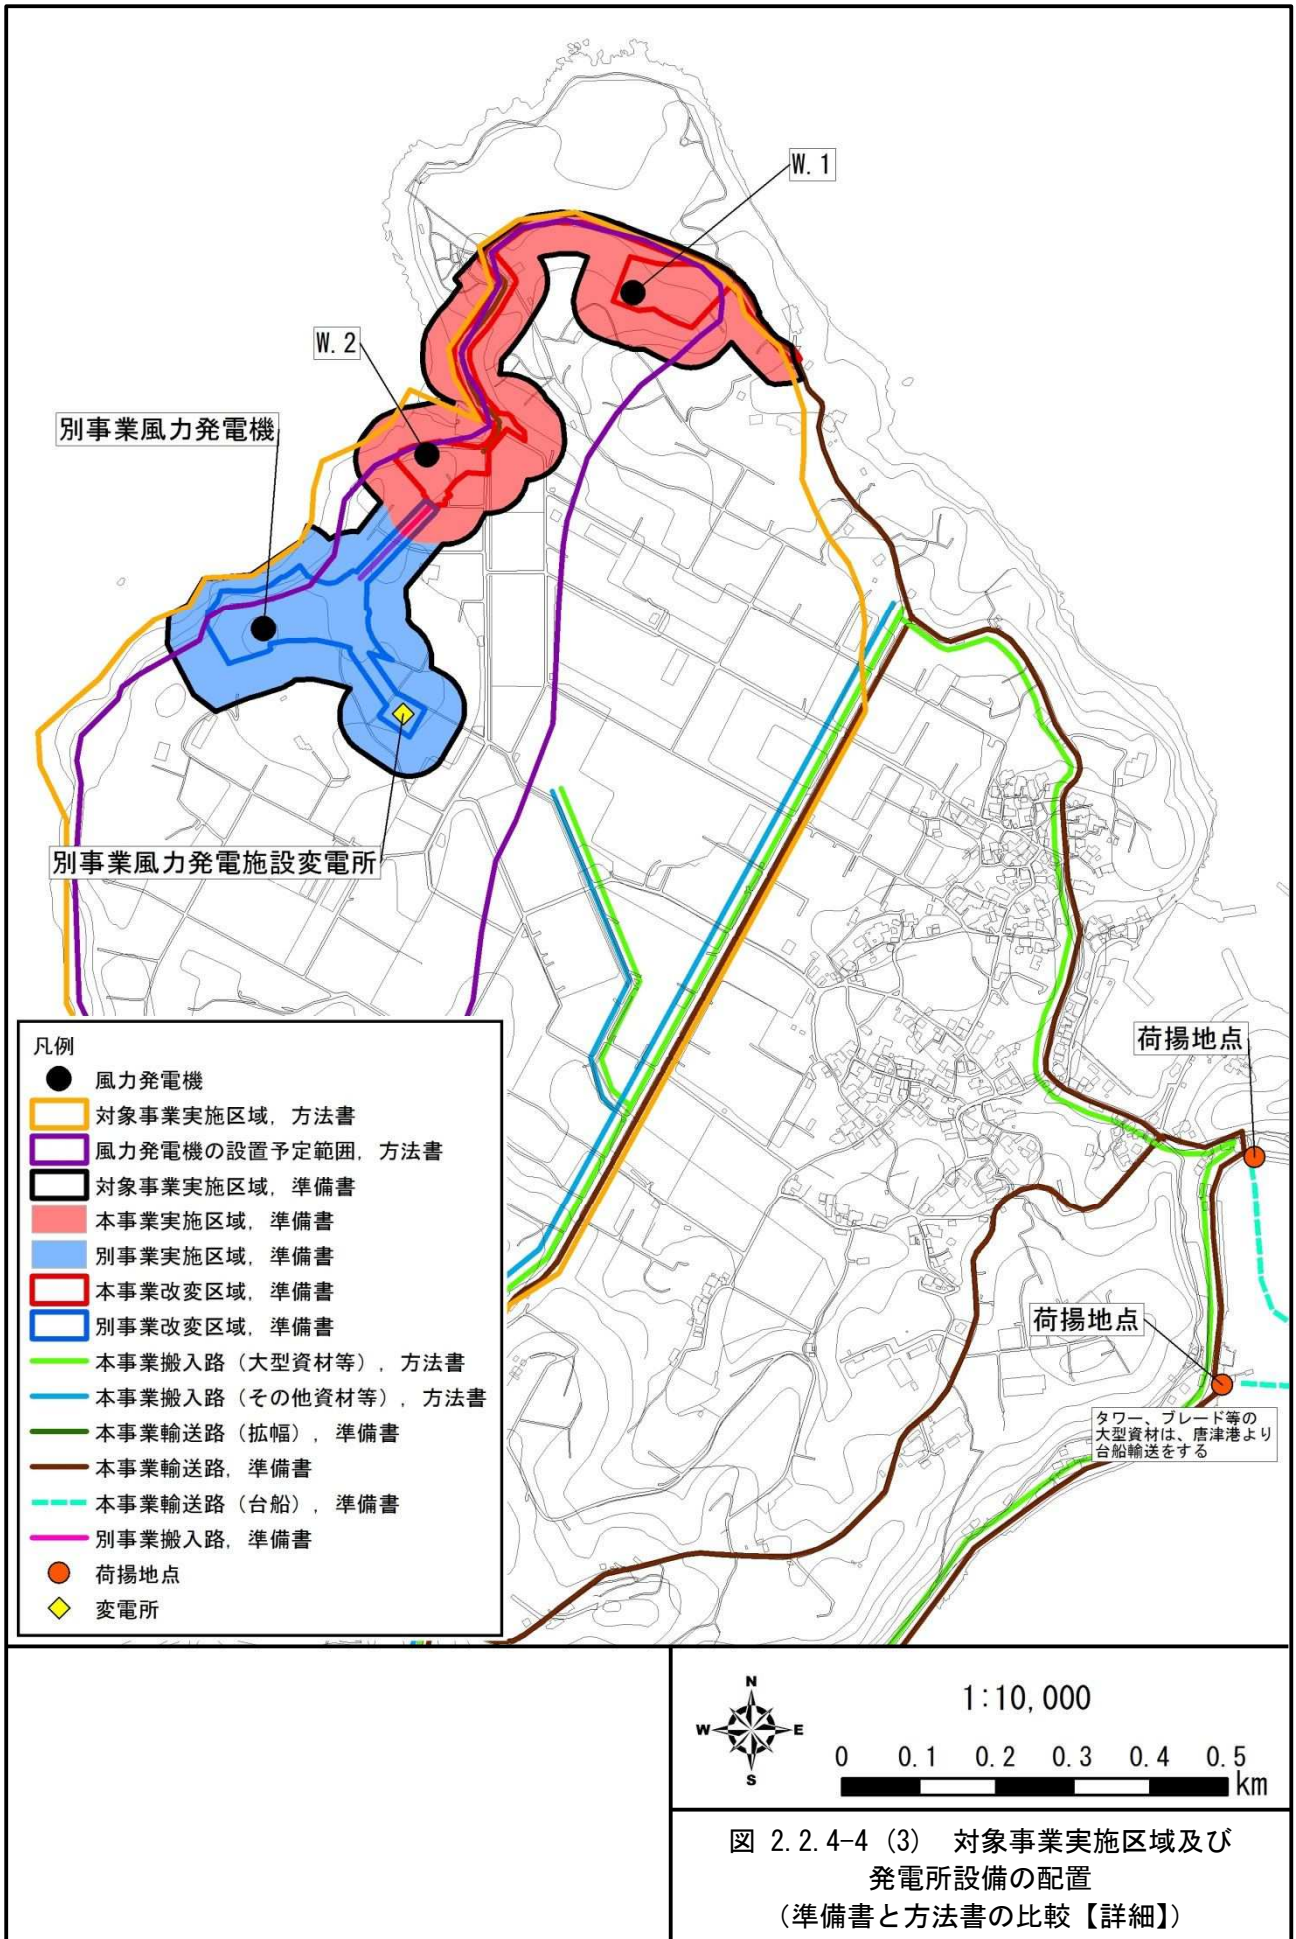 W. 1
W. 2
別事業風力発電機
別事業風力発電施設変電所
荷揚地点
荷揚地点
タワー、ブレード等の
大型資材は、唐津港より
台船輸送をする
凡例
風力発電機
対象事業実施区域, 方法書
風力発電機の設置予定範囲, 方法書
対象事業実施区域, 準備書
本事業実施区域, 準備書
別事業実施区域, 準備書
本事業改変区域, 準備書
別事業改変区域, 準備書
本事業搬入路（大型資材等）, 方法書
本事業搬入路（その他資材等）, 方法書
本事業輸送路（拡幅）, 準備書
本事業輸送路, 準備書
本事業輸送路（台船）, 準備書
別事業搬入路, 準備書
荷揚地点
変電所
N
W E
S
1:10,000
0 0.1 0.2 0.3 0.4 0.5
km
図 2.2.4-4 (3) 対象事業実施区域及び
発電所設備の配置
（準備書と方法書の比較【詳細】）